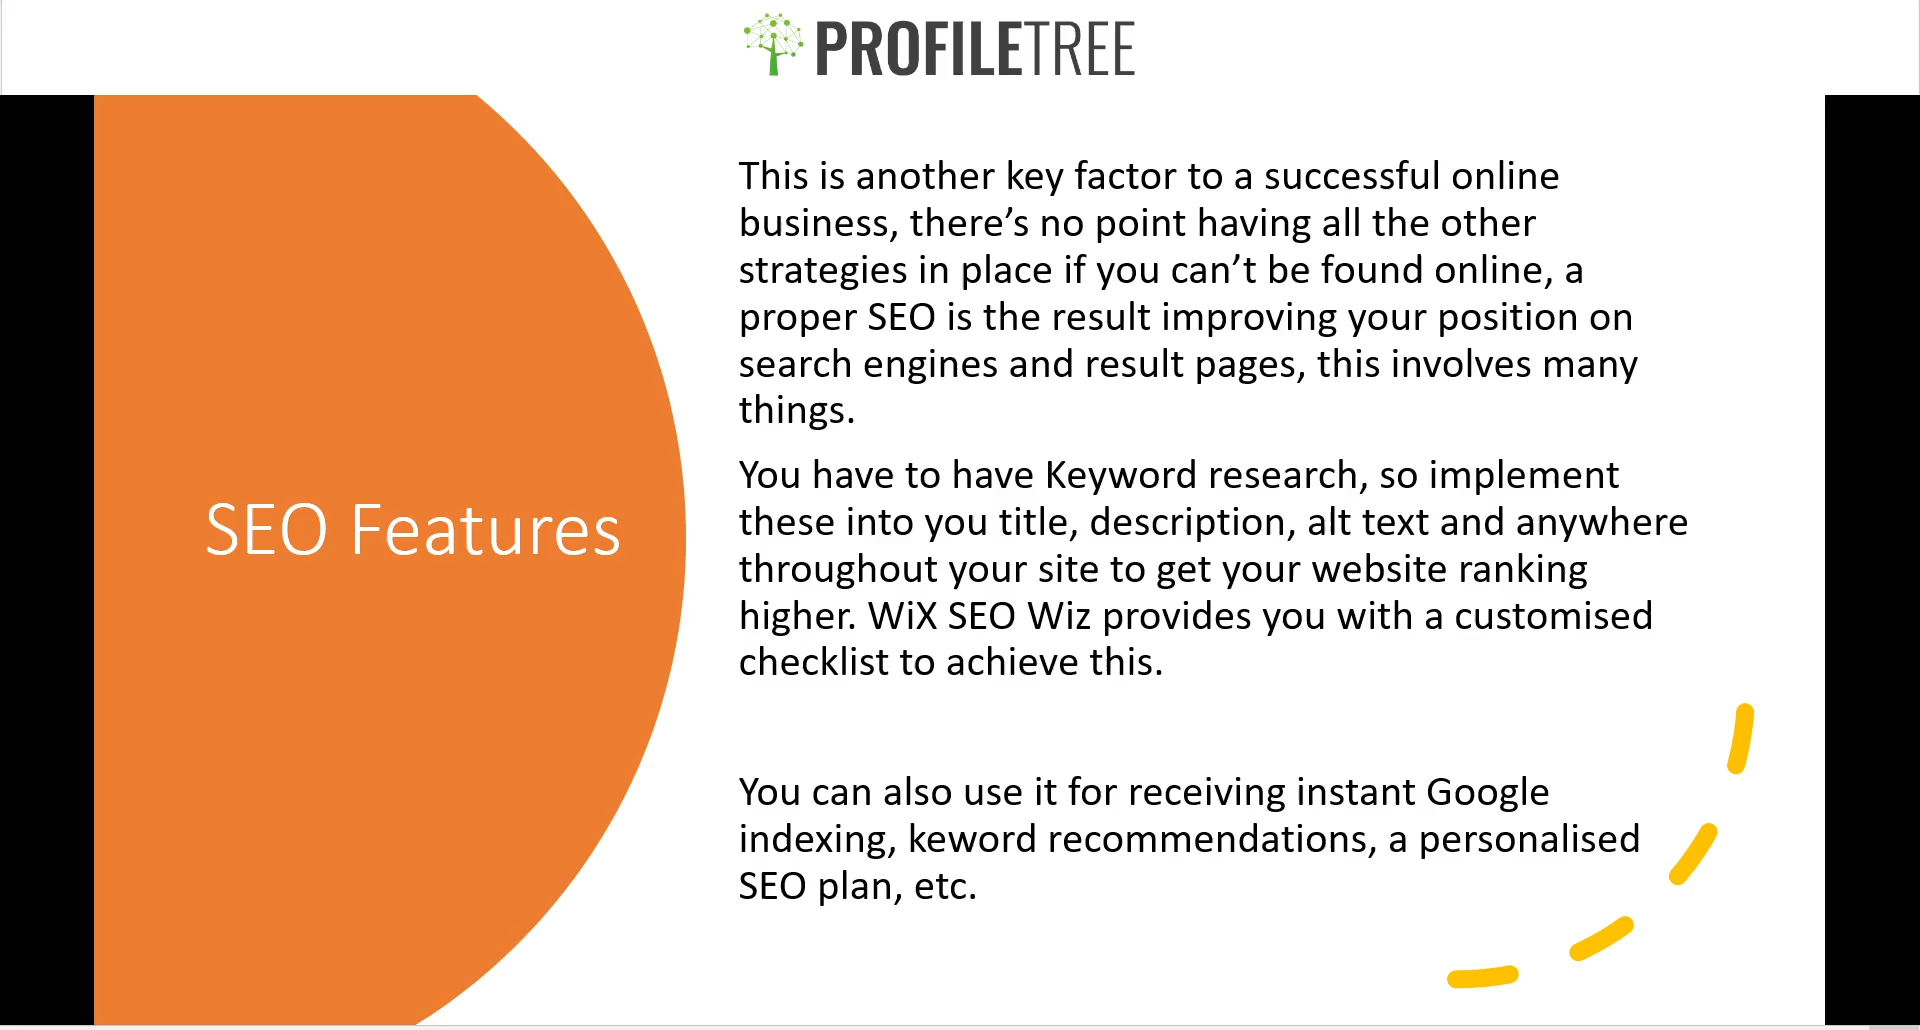 PROFILETREE
SEO Features
This is another key factor to a successful online
business, there’s no point having all the other
strategies in place if you can’t be found online, a
proper SEO is the result improving your position on
search engines and result pages, this involves many
things.
You have to have Keyword research, so implement
these into you title, description, alt text and anywhere
throughout your site to get your website ranking
higher. WiX SEO Wiz provides you with a customised
checklist to achieve this.
You can also use it for receiving instant Google
indexing, keword recommendations, a personalised
SEO plan, etc.